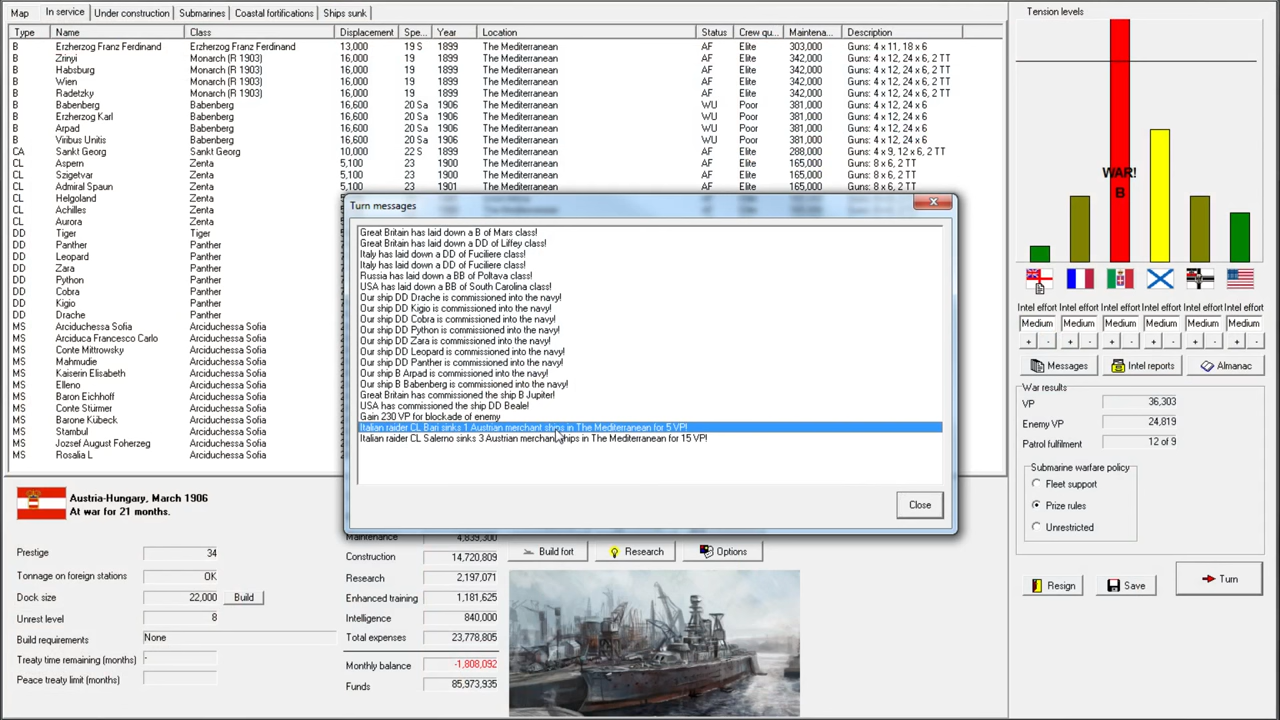 Map In service Under construction Submarines Coastal fortifications Ships sunk
Type Name Class Displacement Spe... Year Location Status Crew qu... Maintena... Description
B Erzherzog Franz Ferdinand Erzherzog Franz Ferdinand 13,000 19 S 1899 The Mediterranean AF Elite 303,000 Guns: 4 x 11, 18 x 6
B Zrinyi Monarch (R 1903) 16,000 19 1899 The Mediterranean AF Elite 342,000 Guns: 4 x 12, 24 x 6, 2 TT
B Habsburg Monarch (R 1903) 16,000 19 1899 The Mediterranean AF Elite 342,000 Guns: 4 x 12, 24 x 6, 2 TT
B Wien Monarch (R 1903) 16,000 19 1899 The Mediterranean AF Elite 342,000 Guns: 4 x 12, 24 x 6, 2 TT
B Radetzky Monarch (R 1903) 16,000 19 1899 The Mediterranean AF Elite 342,000 Guns: 4 x 12, 24 x 6, 2 TT
B Babenberg Babenberg 16,600 20 Sa 1906 The Mediterranean WU Poor 381,000 Guns: 4 x 12, 24 x 6
B Erzherzog Karl Babenberg 16,600 20 Sa 1906 The Mediterranean WU Poor 381,000 Guns: 4 x 12, 24 x 6
B Arpad Babenberg 16,600 20 Sa 1906 The Mediterranean WU Poor 381,000 Guns: 4 x 12, 24 x 6
B Viribus Unitis Babenberg 16,600 20 Sa 1906 The Mediterranean WU Poor 381,000 Guns: 4 x 12, 24 x 6
CA Sankt Georg Sankt Georg 10,000 22 S 1899 The Mediterranean AF Elite 288,000 Guns: 4 x 9, 12 x 6, 2 TT
CL Aspern Zenta 5,100 23 1900 The Mediterranean AF Elite 165,000 Guns: 8 x 6, 2 TT
CL Szigetvar Zenta 5,100 23 1900 The Mediterranean AF Elite 165,000 Guns: 8 x 6, 2 TT
CL Admiral Spaun Zenta 5,100 23 1901 The Mediterranean AF Elite 165,000 Guns: 8 x 6, 2 TT
CL Helgoland Zenta
CL Achilles Zenta
CL Aurora Zenta
DD Tiger Tiger
DD Panther Panther
DD Leopard Panther
DD Zara Panther
DD Python Panther
DD Cobra Panther
DD Kigio Panther
DD Drache Panther
MS Arciduchessa Sofia Arciduchessa Sofia
MS Arciduca Francesco Carlo Arciduchessa Sofia
MS Conte Mittrowsky Arciduchessa Sofia
MS Mahmudie Arciduchessa Sofia
MS Kaiserin Elisabeth Arciduchessa Sofia
MS Elleno Arciduchessa Sofia
MS Baron Eichhoff Arciduchessa Sofia
MS Conte Stürmer Arciduchessa Sofia
MS Barone Kübeck Arciduchessa Sofia
MS Stambul Arciduchessa Sofia
MS Jozsef August Foherzeg Arciduchessa Sofia
MS Rosalia L Arciduchessa Sofia
Turn messages
Great Britain has laid down a B of Mars class!
Great Britain has laid down a DD of Liffey class!
Italy has laid down a DD of Fuciliere class!
Italy has laid down a DD of Fuciliere class!
Russia has laid down a BB of Poltava class!
USA has laid down a BB of South Carolina class!
Our ship DD Drache is commissioned into the navy!
Our ship DD Kigio is commissioned into the navy!
Our ship DD Cobra is commissioned into the navy!
Our ship DD Python is commissioned into the navy!
Our ship DD Zara is commissioned into the navy!
Our ship DD Leopard is commissioned into the navy!
Our ship DD Panther is commissioned into the navy!
Our ship B Arpad is commissioned into the navy!
Our ship B Babenberg is commissioned into the navy!
Great Britain has commissioned the ship B Jupiter!
USA has commissioned the ship DD Beale!
Gain 230 VP for blockade of enemy
Italian raider CL Bari sinks 1 Austrian merchant ships in The Mediterranean for 5 VP!
Italian raider CL Salerno sinks 3 Austrian merchant ships in The Mediterranean for 15 VP!
Close
Austria-Hungary, March 1906
At war for 21 months.
Prestige 34
Tonnage on foreign stations OK
Dock size 22,000 Build
Unrest level 8
Build requirements None
Treaty time remaining (months) -
Peace treaty limit (months)
Maintenance 4,839,300
Construction 14,720,809
Research 2,197,071
Enhanced training 1,181,625
Intelligence 840,000
Total expenses 23,778,805
Monthly balance -1,808,092
Funds 85,973,935
Build fort Research Options
Tension levels
WAR!
B
Intel effort Intel effort Intel effort Intel effort Intel effort Intel effort
Medium Medium Medium Medium Medium Medium
+ - + - + - + - + - + -
Messages Intel reports Almanac
War results
VP 36,303
Enemy VP 24,819
Patrol fulfilment 12 of 9
Submarine warfare policy
Fleet support
Prize rules
Unrestricted
Resign Save Turn